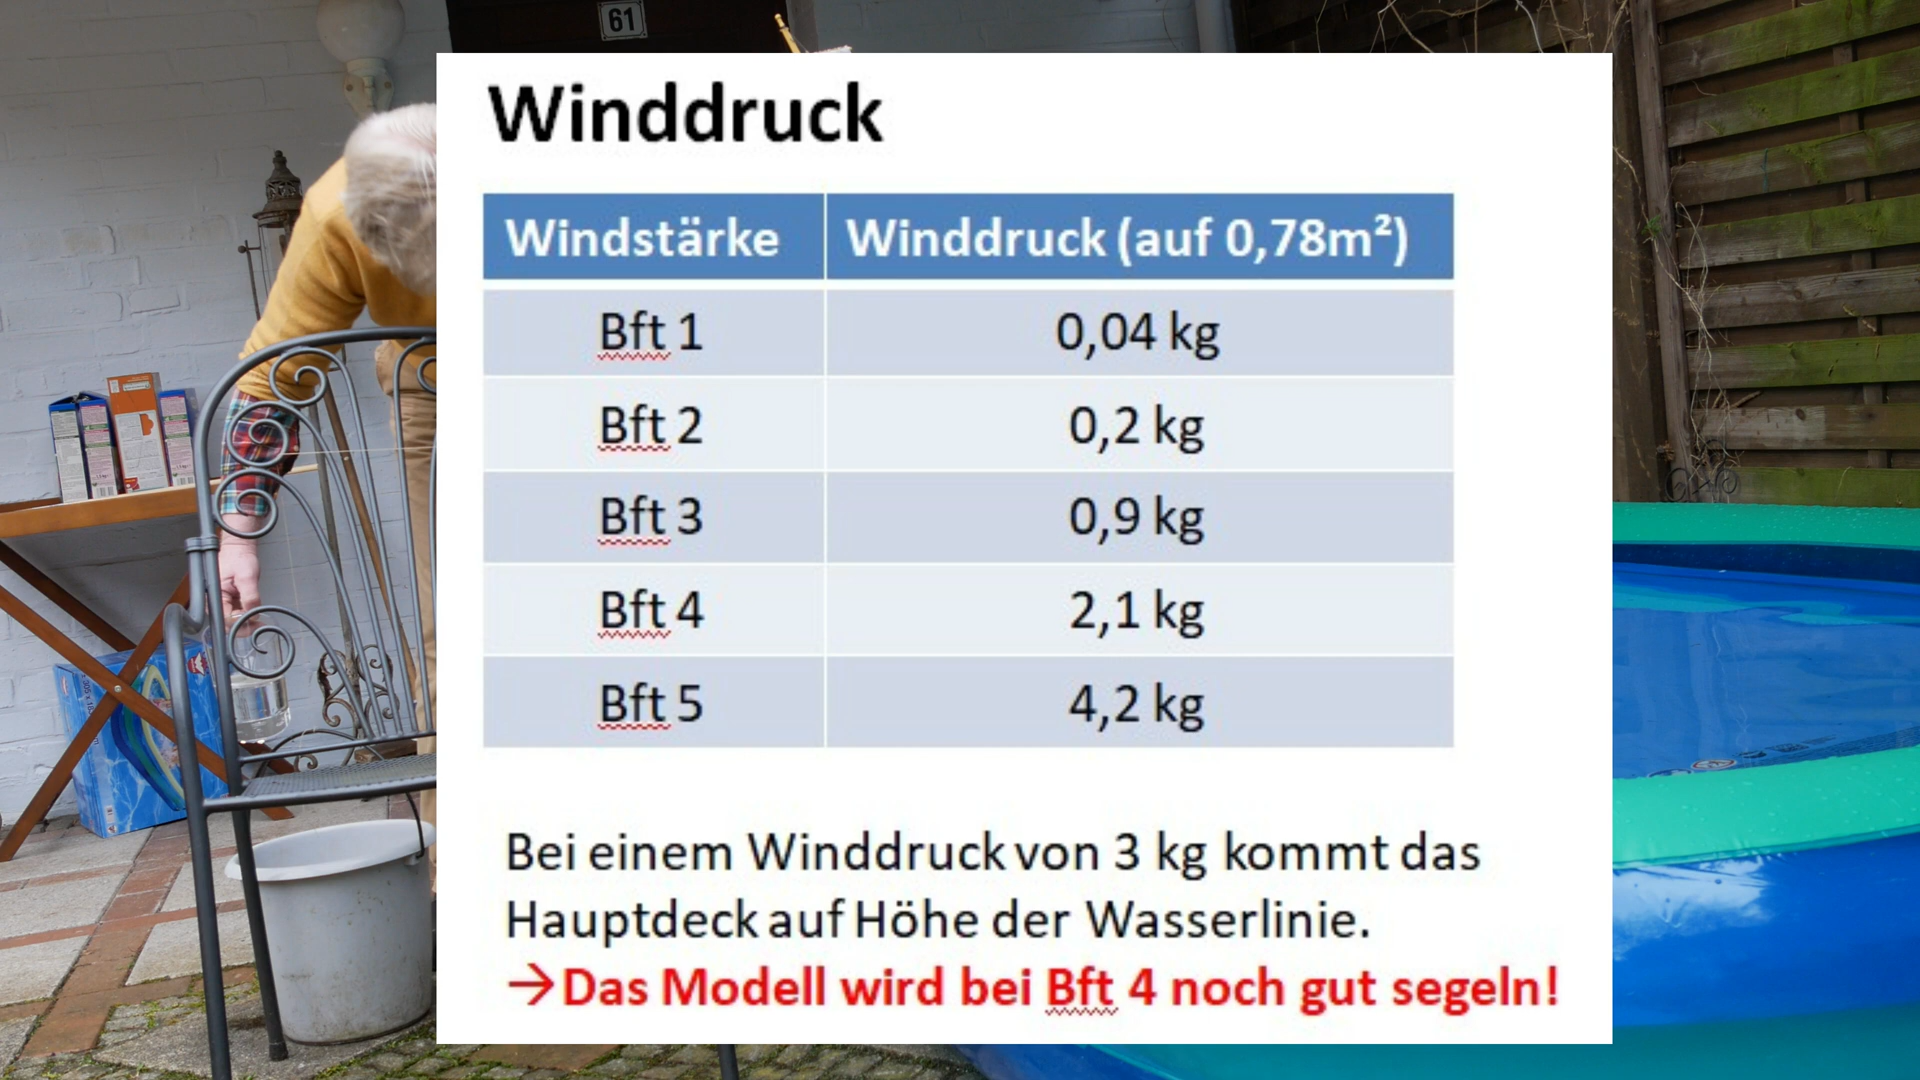 61
Winddruck
Windstärke Winddruck (auf 0,78m²)
Bft 1 0,04 kg
Bft 2 0,2 kg
Bft 3 0,9 kg
Bft 4 2,1 kg
Bft 5 4,2 kg
Bei einem Winddruck von 3 kg kommt das
Hauptdeck auf Höhe der Wasserlinie.
→Das Modell wird bei Bft 4 noch gut segeln!